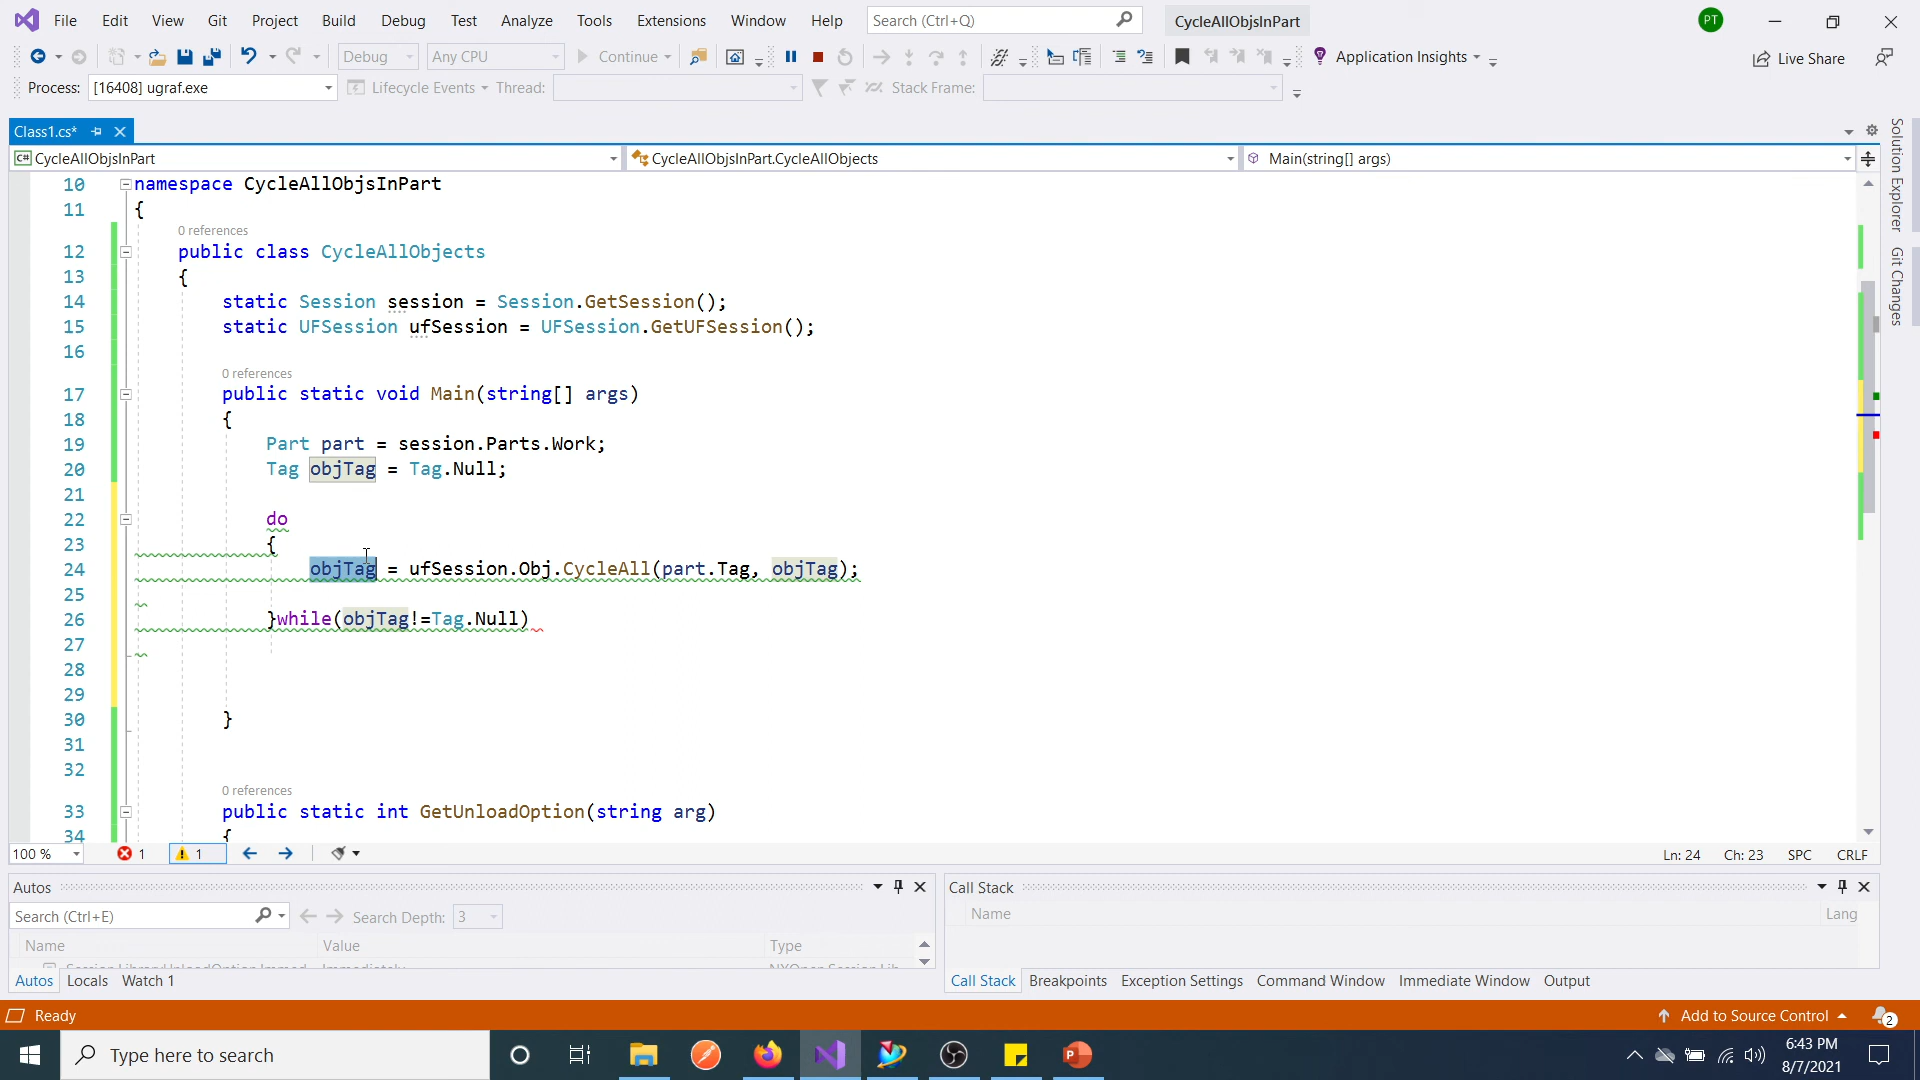 File Edit View Git Project Build Debug Test Analyze Tools Extensions Window Help Search (Ctrl+Q) CycleAllObjsInPart PT
Debug Any CPU Continue Application Insights Live Share
Process: [16408] ugraf.exe Lifecycle Events Thread: Stack Frame:
Class1.cs*
C# CycleAllObjsInPart CycleAllObjsInPart.CycleAllObjects Main(string[] args)
10 namespace CycleAllObjsInPart
11 {
0 references
12 public class CycleAllObjects
13 {
14 static Session session = Session.GetSession();
15 static UFSession ufSession = UFSession.GetUFSession();
16
0 references
17 public static void Main(string[] args)
18 {
19 Part part = session.Parts.Work;
20 Tag objTag = Tag.Null;
21
22 do
23 {
24 objTag = ufSession.Obj.CycleAll(part.Tag, objTag);
25
26 }while(objTag!=Tag.Null)
27
28
29
30 }
31
32
0 references
33 public static int GetUnloadOption(string arg)
34 {
100 % 1 1 Ln: 24 Ch: 23 SPC CRLF
Autos
Search (Ctrl+E) Search Depth: 3
Name Value Type
Autos Locals Watch 1
Call Stack
Name Lang
Call Stack Breakpoints Exception Settings Command Window Immediate Window Output
Ready Add to Source Control 2
Type here to search
6:43 PM
8/7/2021
Solution Explorer
Git Changes